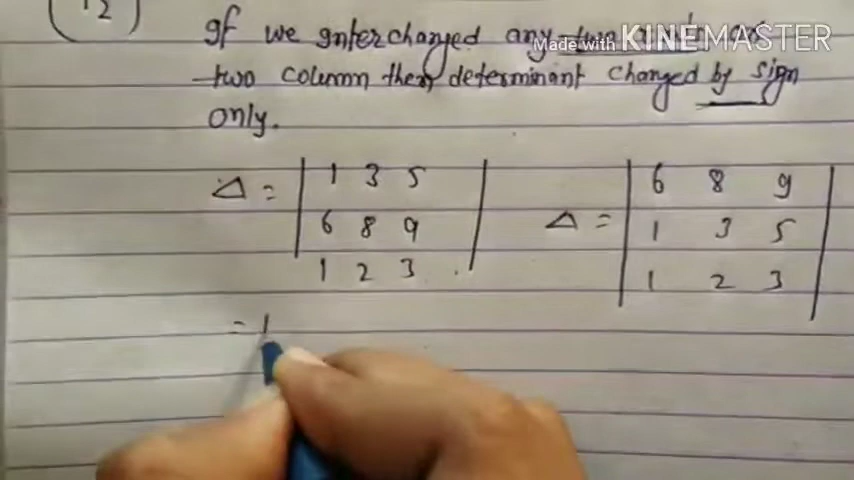 12
If we interchanged any two
Made with KINEMASTER
two column then determinant changed by sign
only.
Δ = | 1 3 5 |
| 6 8 9 |
| 1 2 3 |
Δ = | 6 8 9 |
| 1 3 5 |
| 1 2 3 |
= 1